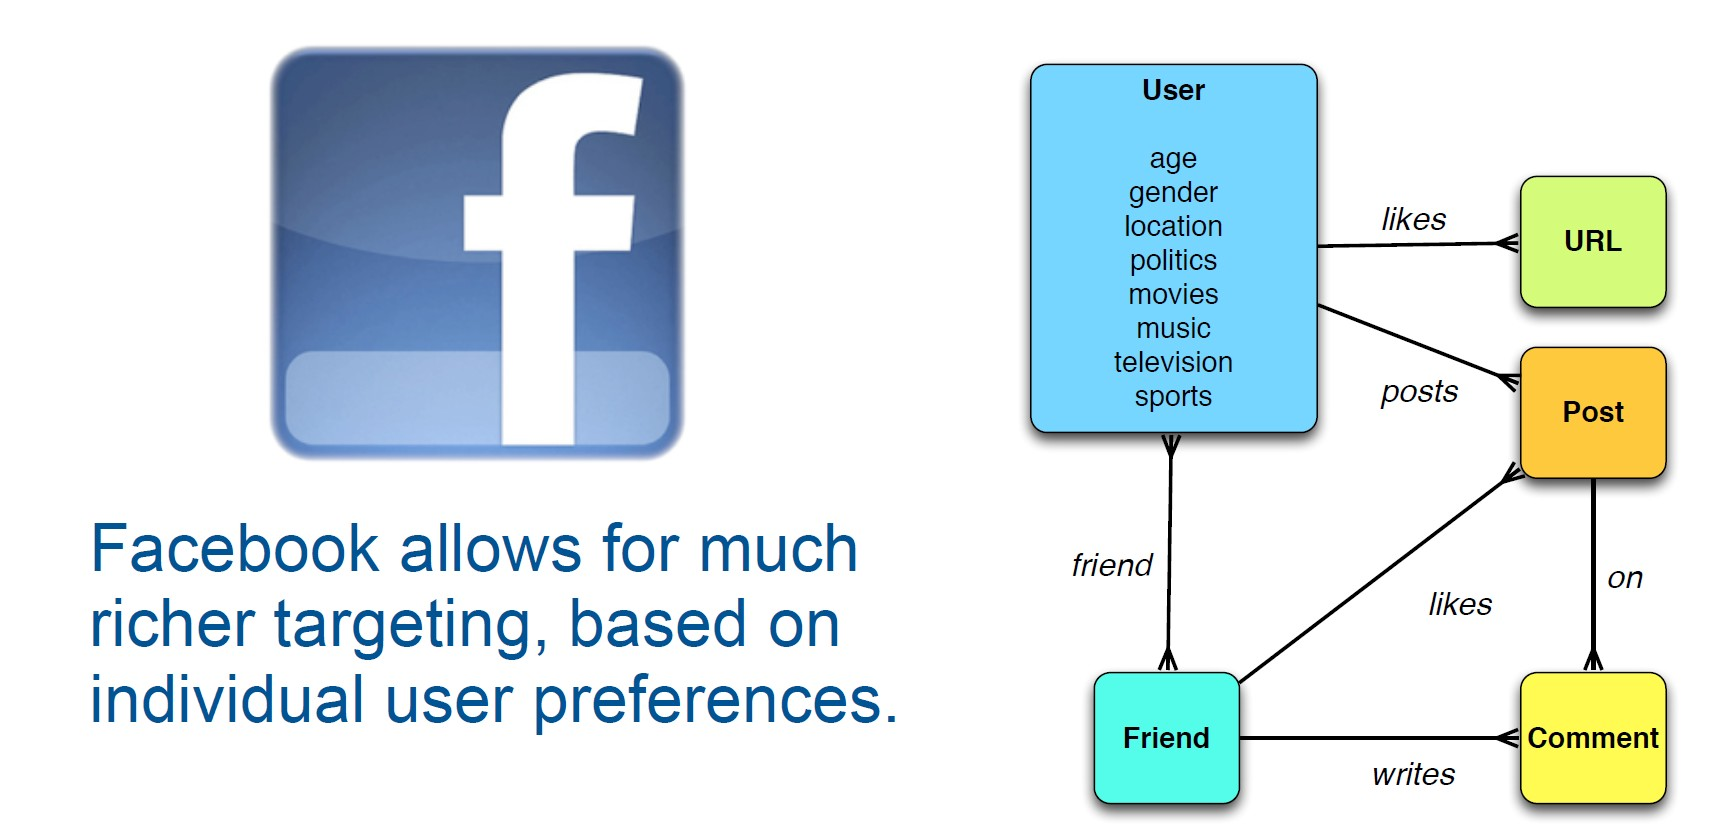 f
Facebook allows for much
richer targeting, based on
individual user preferences.
User
age
gender
location
politics
movies
music
television
sports
likes
URL
posts
Post
friend
likes
on
Friend
writes
Comment